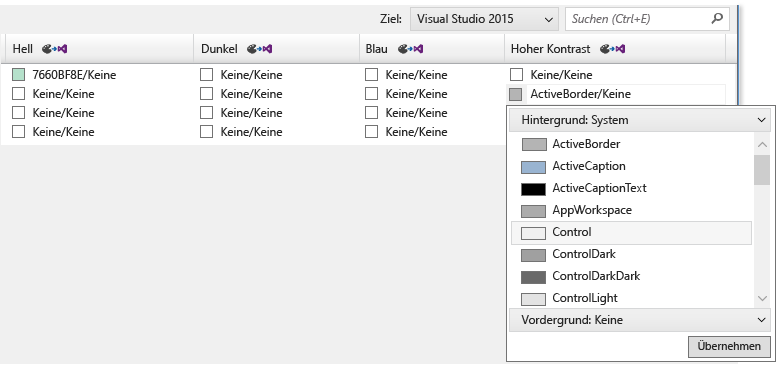 Ziel: Visual Studio 2015 Suchen (Ctrl+E)
Hell Dunkel Blau Hoher Kontrast
7660BF8E/Keine Keine/Keine Keine/Keine Keine/Keine
Keine/Keine Keine/Keine Keine/Keine ActiveBorder/Keine
Keine/Keine Keine/Keine Keine/Keine
Keine/Keine Keine/Keine Keine/Keine
Hintergrund: System
ActiveBorder
ActiveCaption
ActiveCaptionText
AppWorkspace
Control
ControlDark
ControlDarkDark
ControlLight
Vordergrund: Keine
Übernehmen